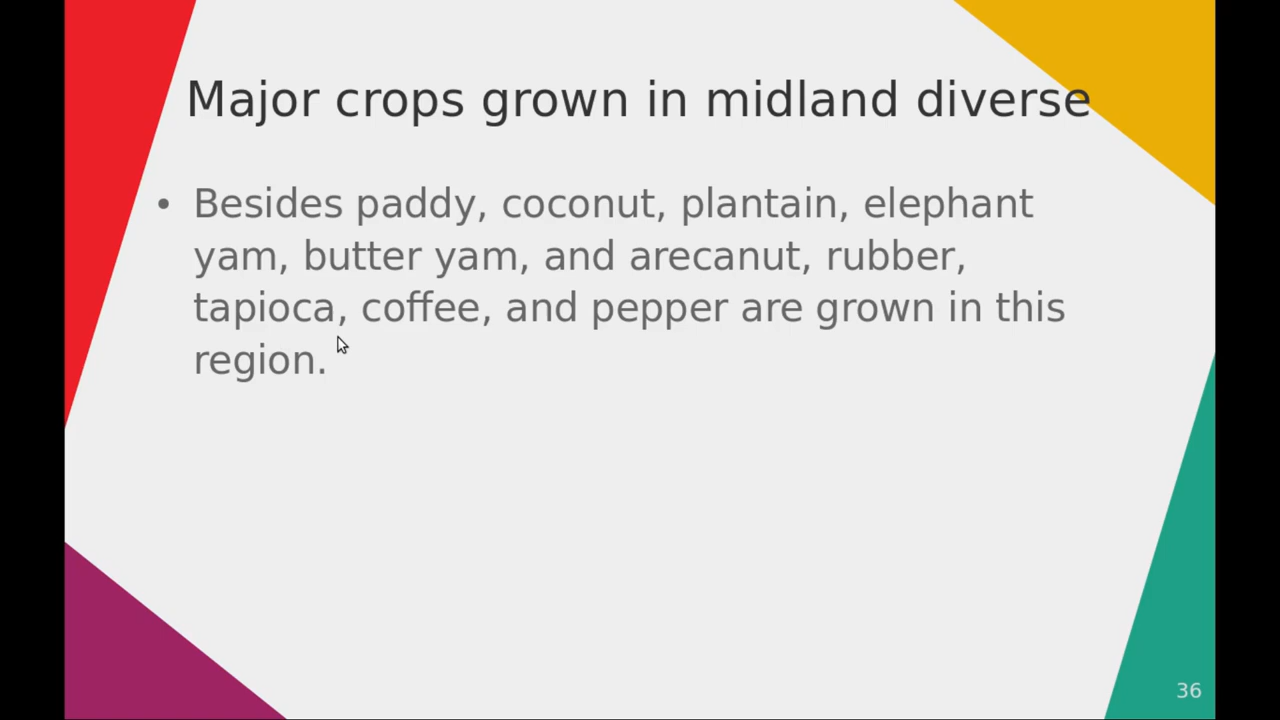 Major crops grown in midland diverse
• Besides paddy, coconut, plantain, elephant
yam, butter yam, and arecanut, rubber,
tapioca, coffee, and pepper are grown in this
region.
36